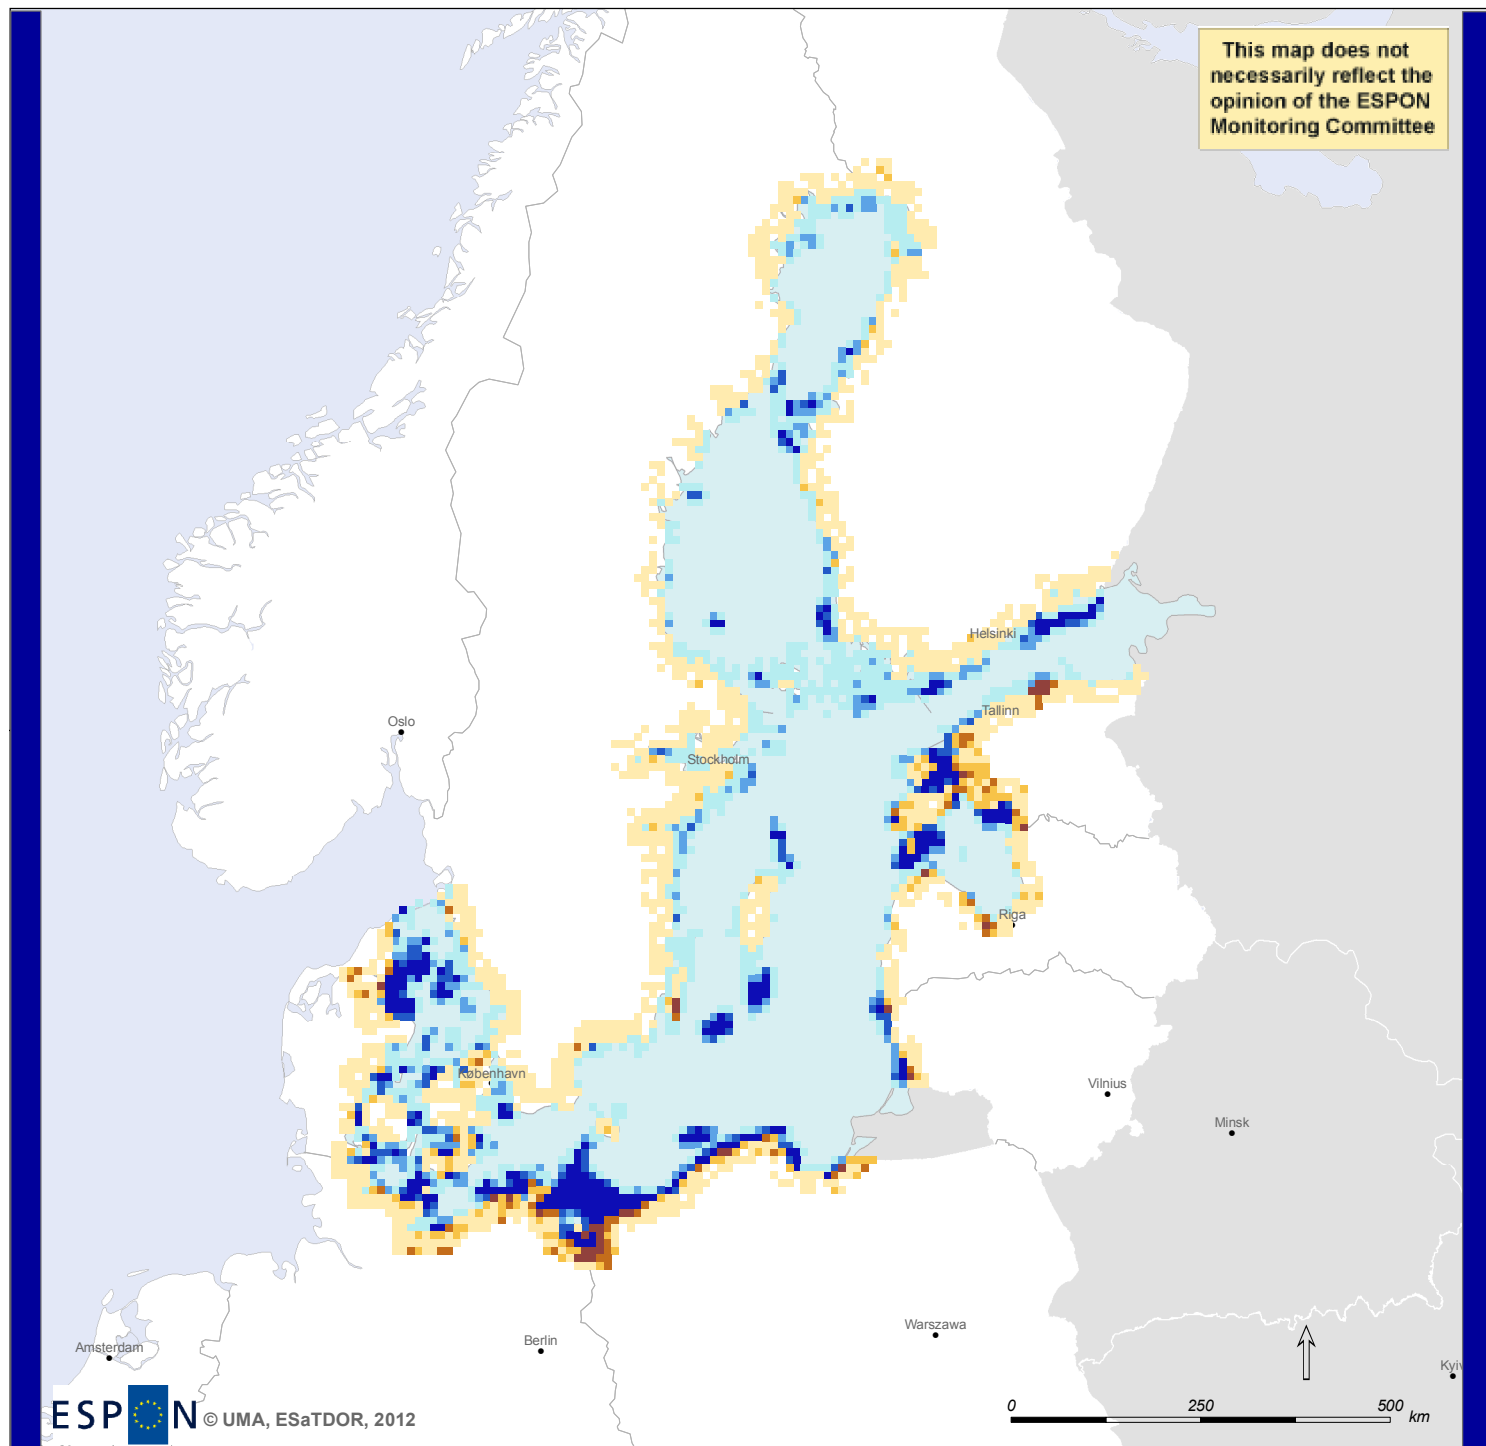 This map does not
necessarily reflect the
opinion of the ESPON
Monitoring Committee
Helsinki
Tallinn
Oslo
Stockholm
Riga
København
Vilnius
Minsk
Warszawa
Berlin
Amsterdam
Kyiv
ESPON © UMA, ESaTDOR, 2012
0 250 500 km